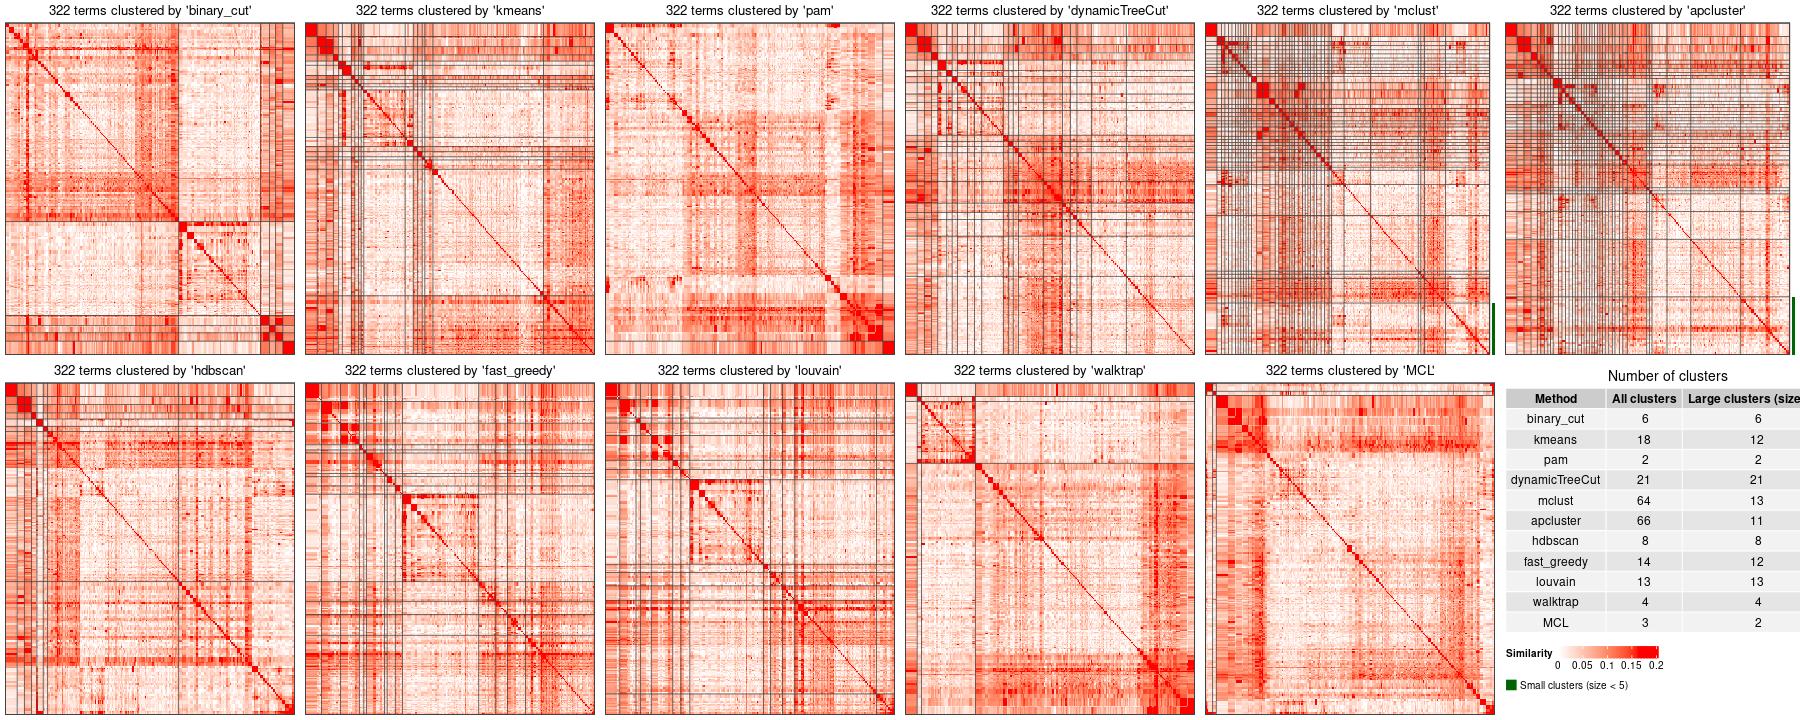 322 terms clustered by 'binary_cut'
322 terms clustered by 'kmeans'
322 terms clustered by 'pam'
322 terms clustered by 'dynamicTreeCut'
322 terms clustered by 'mclust'
322 terms clustered by 'apcluster'
322 terms clustered by 'hdbscan'
322 terms clustered by 'fast_greedy'
322 terms clustered by 'louvain'
322 terms clustered by 'walktrap'
322 terms clustered by 'MCL'
Number of clusters
Method All clusters Large clusters (size
binary_cut 6 6
kmeans 18 12
pam 2 2
dynamicTreeCut 21 21
mclust 64 13
apcluster 66 11
hdbscan 8 8
fast_greedy 14 12
louvain 13 13
walktrap 4 4
MCL 3 2
Similarity
0 0.05 0.1 0.15 0.2
Small clusters (size < 5)